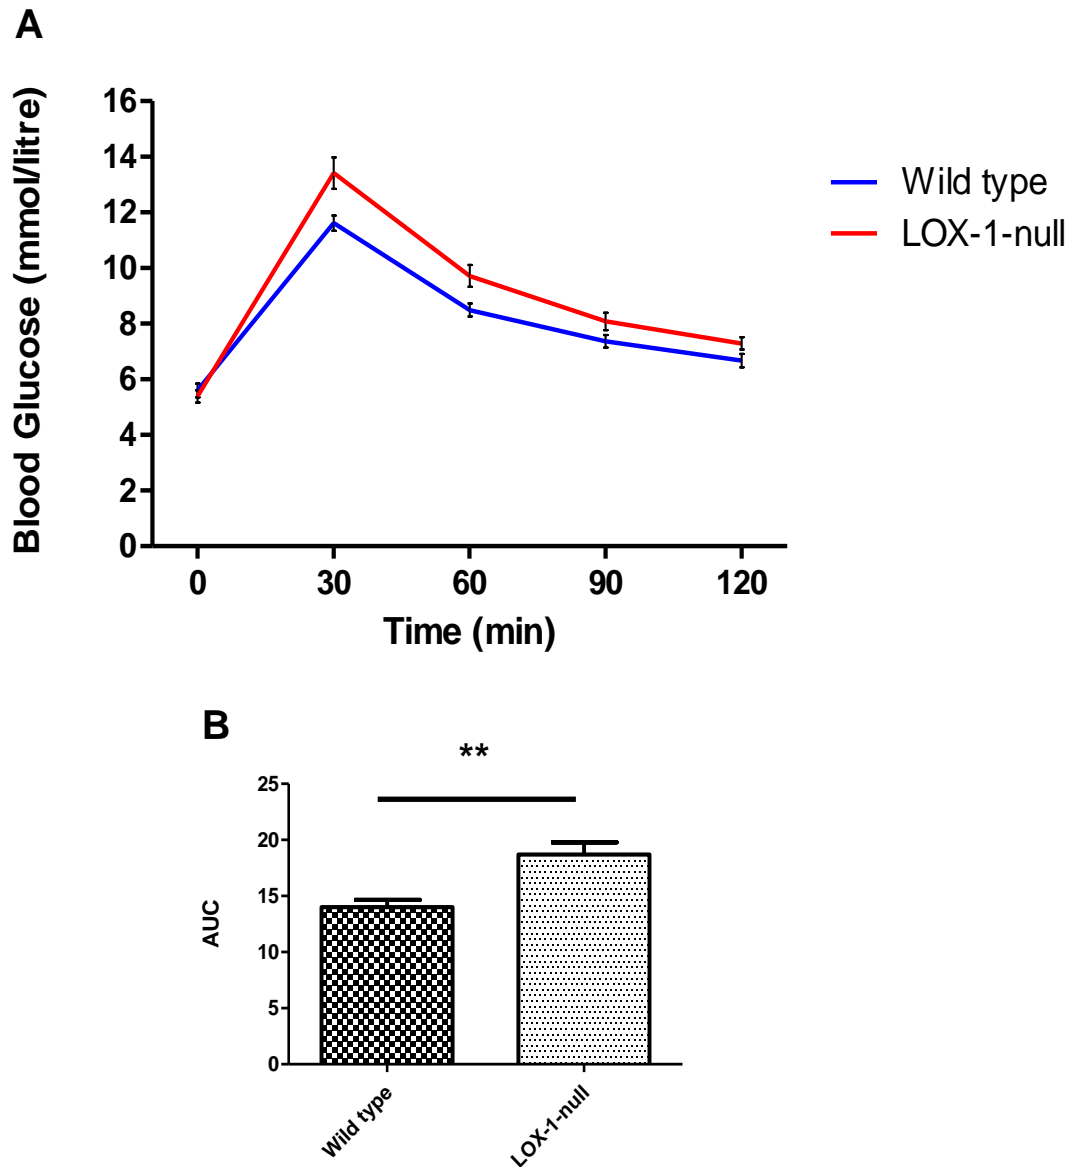 A
Blood Glucose (mmol/litre)
16
14
12
10
8
6
4
2
0
0 30 60 90 120
Time (min)
Wild type
LOX-1-null
B
**
AUC
25
20
15
10
5
0
Wild type
LOX-1-null